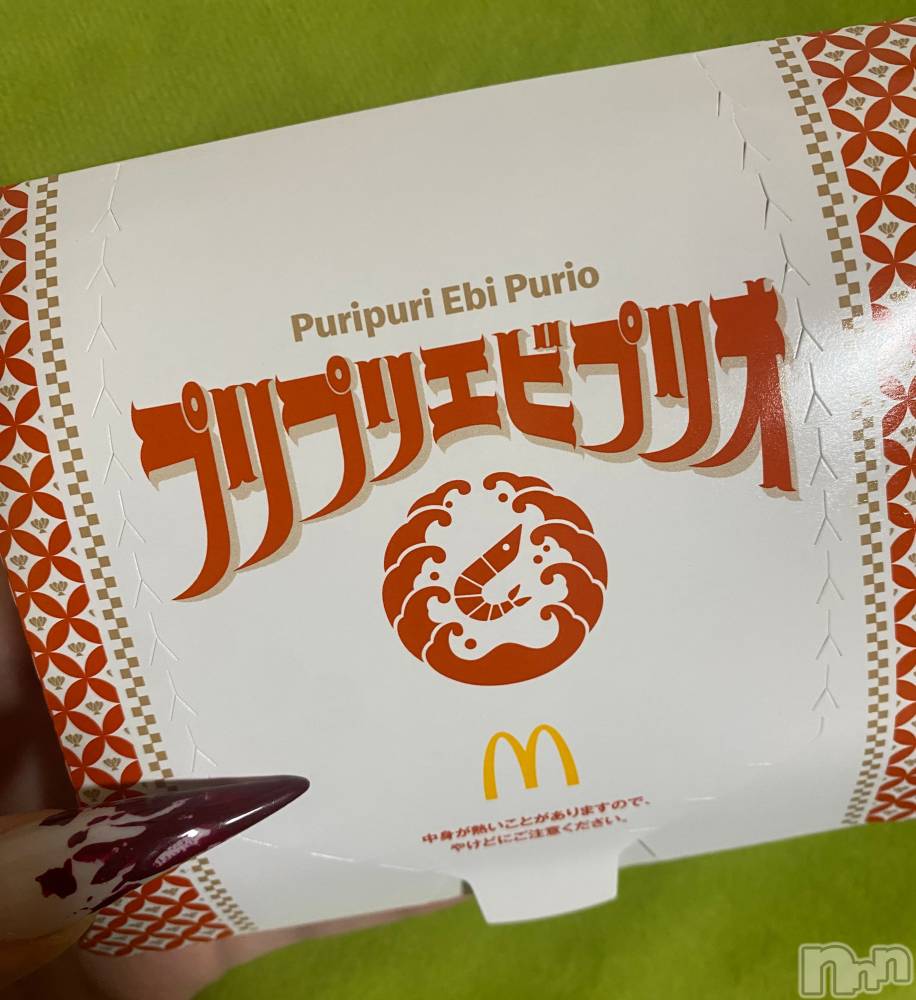 Puripuri Ebi Purio
プリプリエビプリオ
中身が熱いことがありますので、
やけどにご注意ください。
nnn